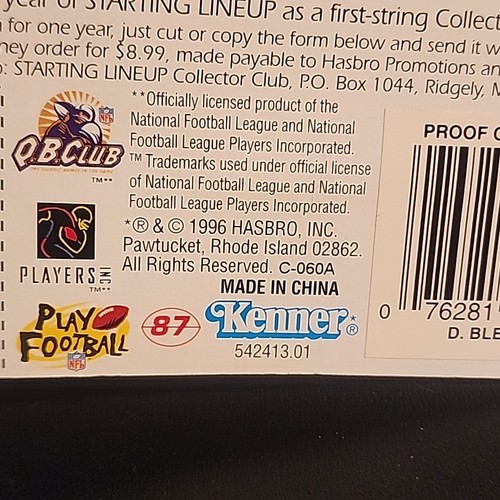 year of STARTING LINEUP as a first-string Collect
for one year, just cut or copy the form below and send it w
ney order for $8.99, made payable to Hasbro Promotions an
STARTING LINEUP Collector Club, P.O. Box 1044, Ridgely, M
**Officially licensed product of the
National Football League and National
Football League Players Incorporated.
™ Trademarks used under official license
of National Football League and National
Football League Players Incorporated.
NFL
Q.B. CLUB
™**
*® & © 1996 HASBRO, INC.
Pawtucket, Rhode Island 02862.
All Rights Reserved. C-060A
MADE IN CHINA
PLAYERS INC
™**
PLAY
FOOTBALL
NFL
87
Kenner*®
542413.01
PROOF O
0 76281
D. BLE